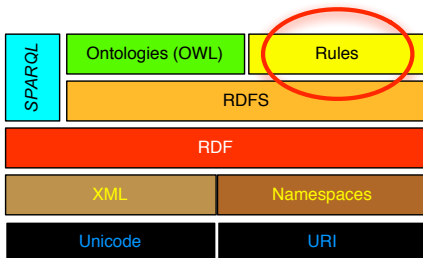 SPARQL
Ontologies (OWL)
Rules
RDFS
RDF
XML
Namespaces
Unicode
URI